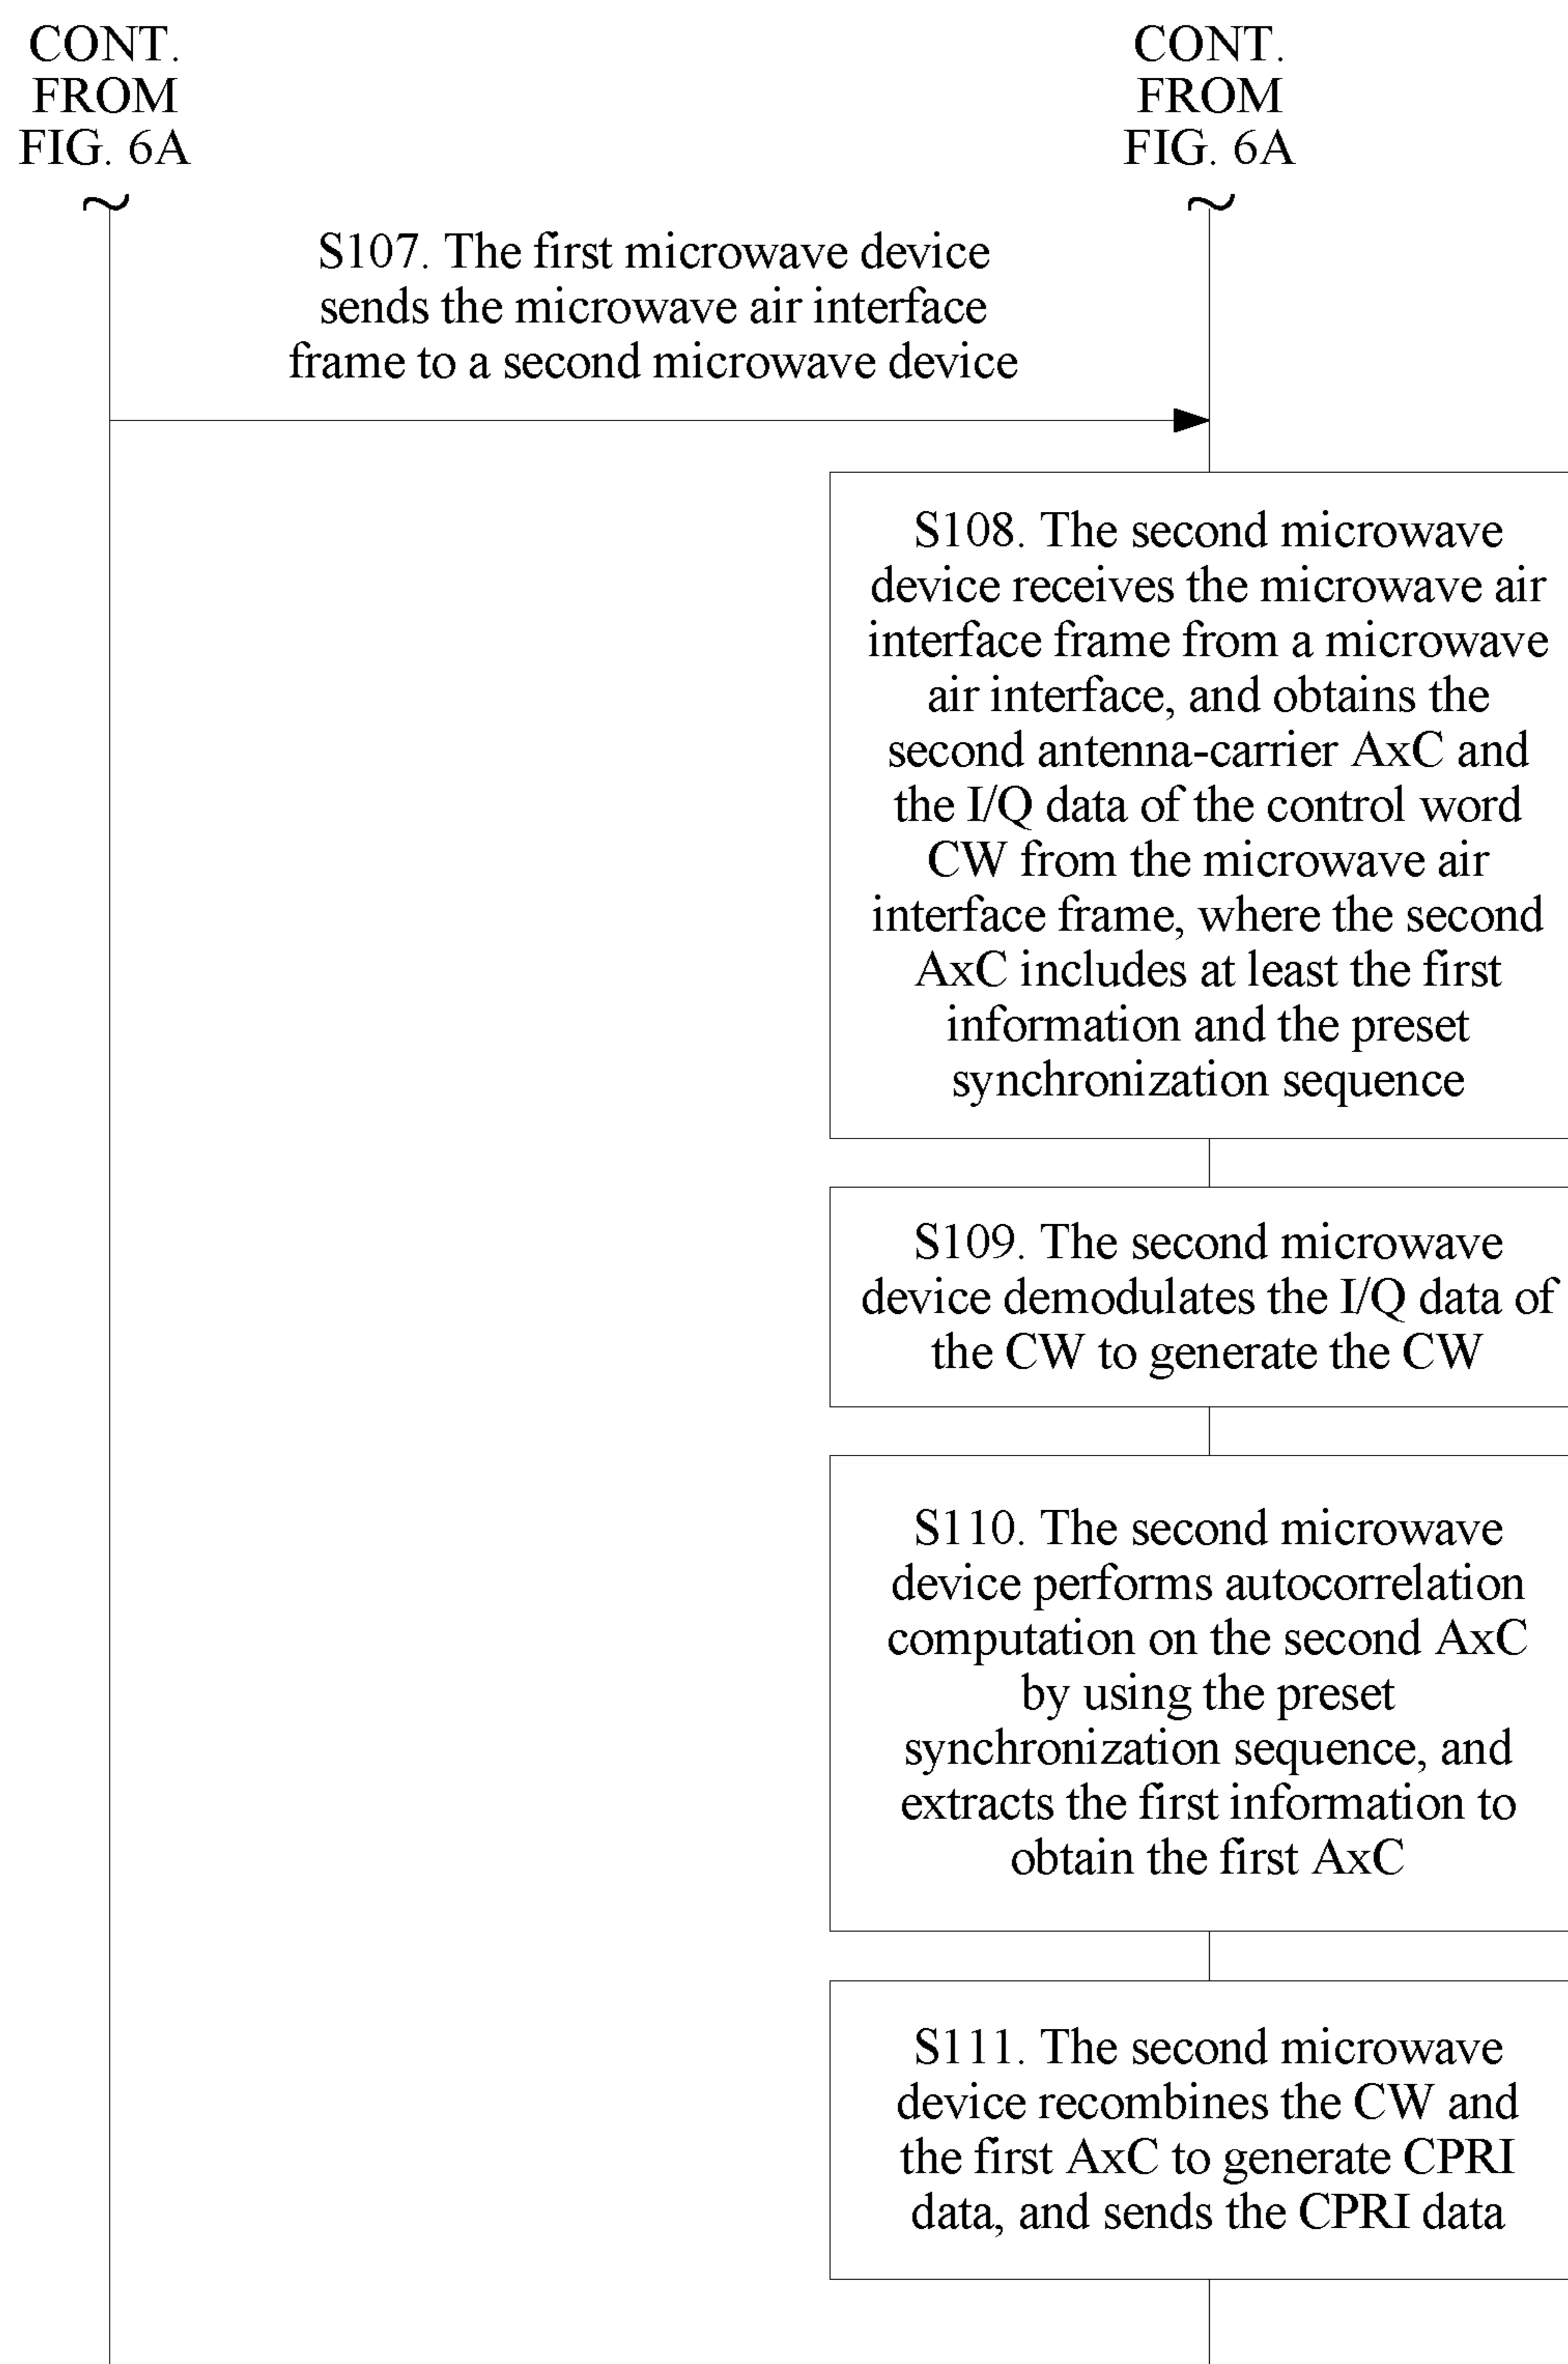 CONT.
FROM
FIG. 6A
CONT.
FROM
FIG. 6A
S107. The first microwave device
sends the microwave air interface
frame to a second microwave device
S108. The second microwave
device receives the microwave air
interface frame from a microwave
air interface, and obtains the
second antenna-carrier AxC and
the I/Q data of the control word
CW from the microwave air
interface frame, where the second
AxC includes at least the first
information and the preset
synchronization sequence
S109. The second microwave
device demodulates the I/Q data of
the CW to generate the CW
S110. The second microwave
device performs autocorrelation
computation on the second AxC
by using the preset
synchronization sequence, and
extracts the first information to
obtain the first AxC
S111. The second microwave
device recombines the CW and
the first AxC to generate CPRI
data, and sends the CPRI data